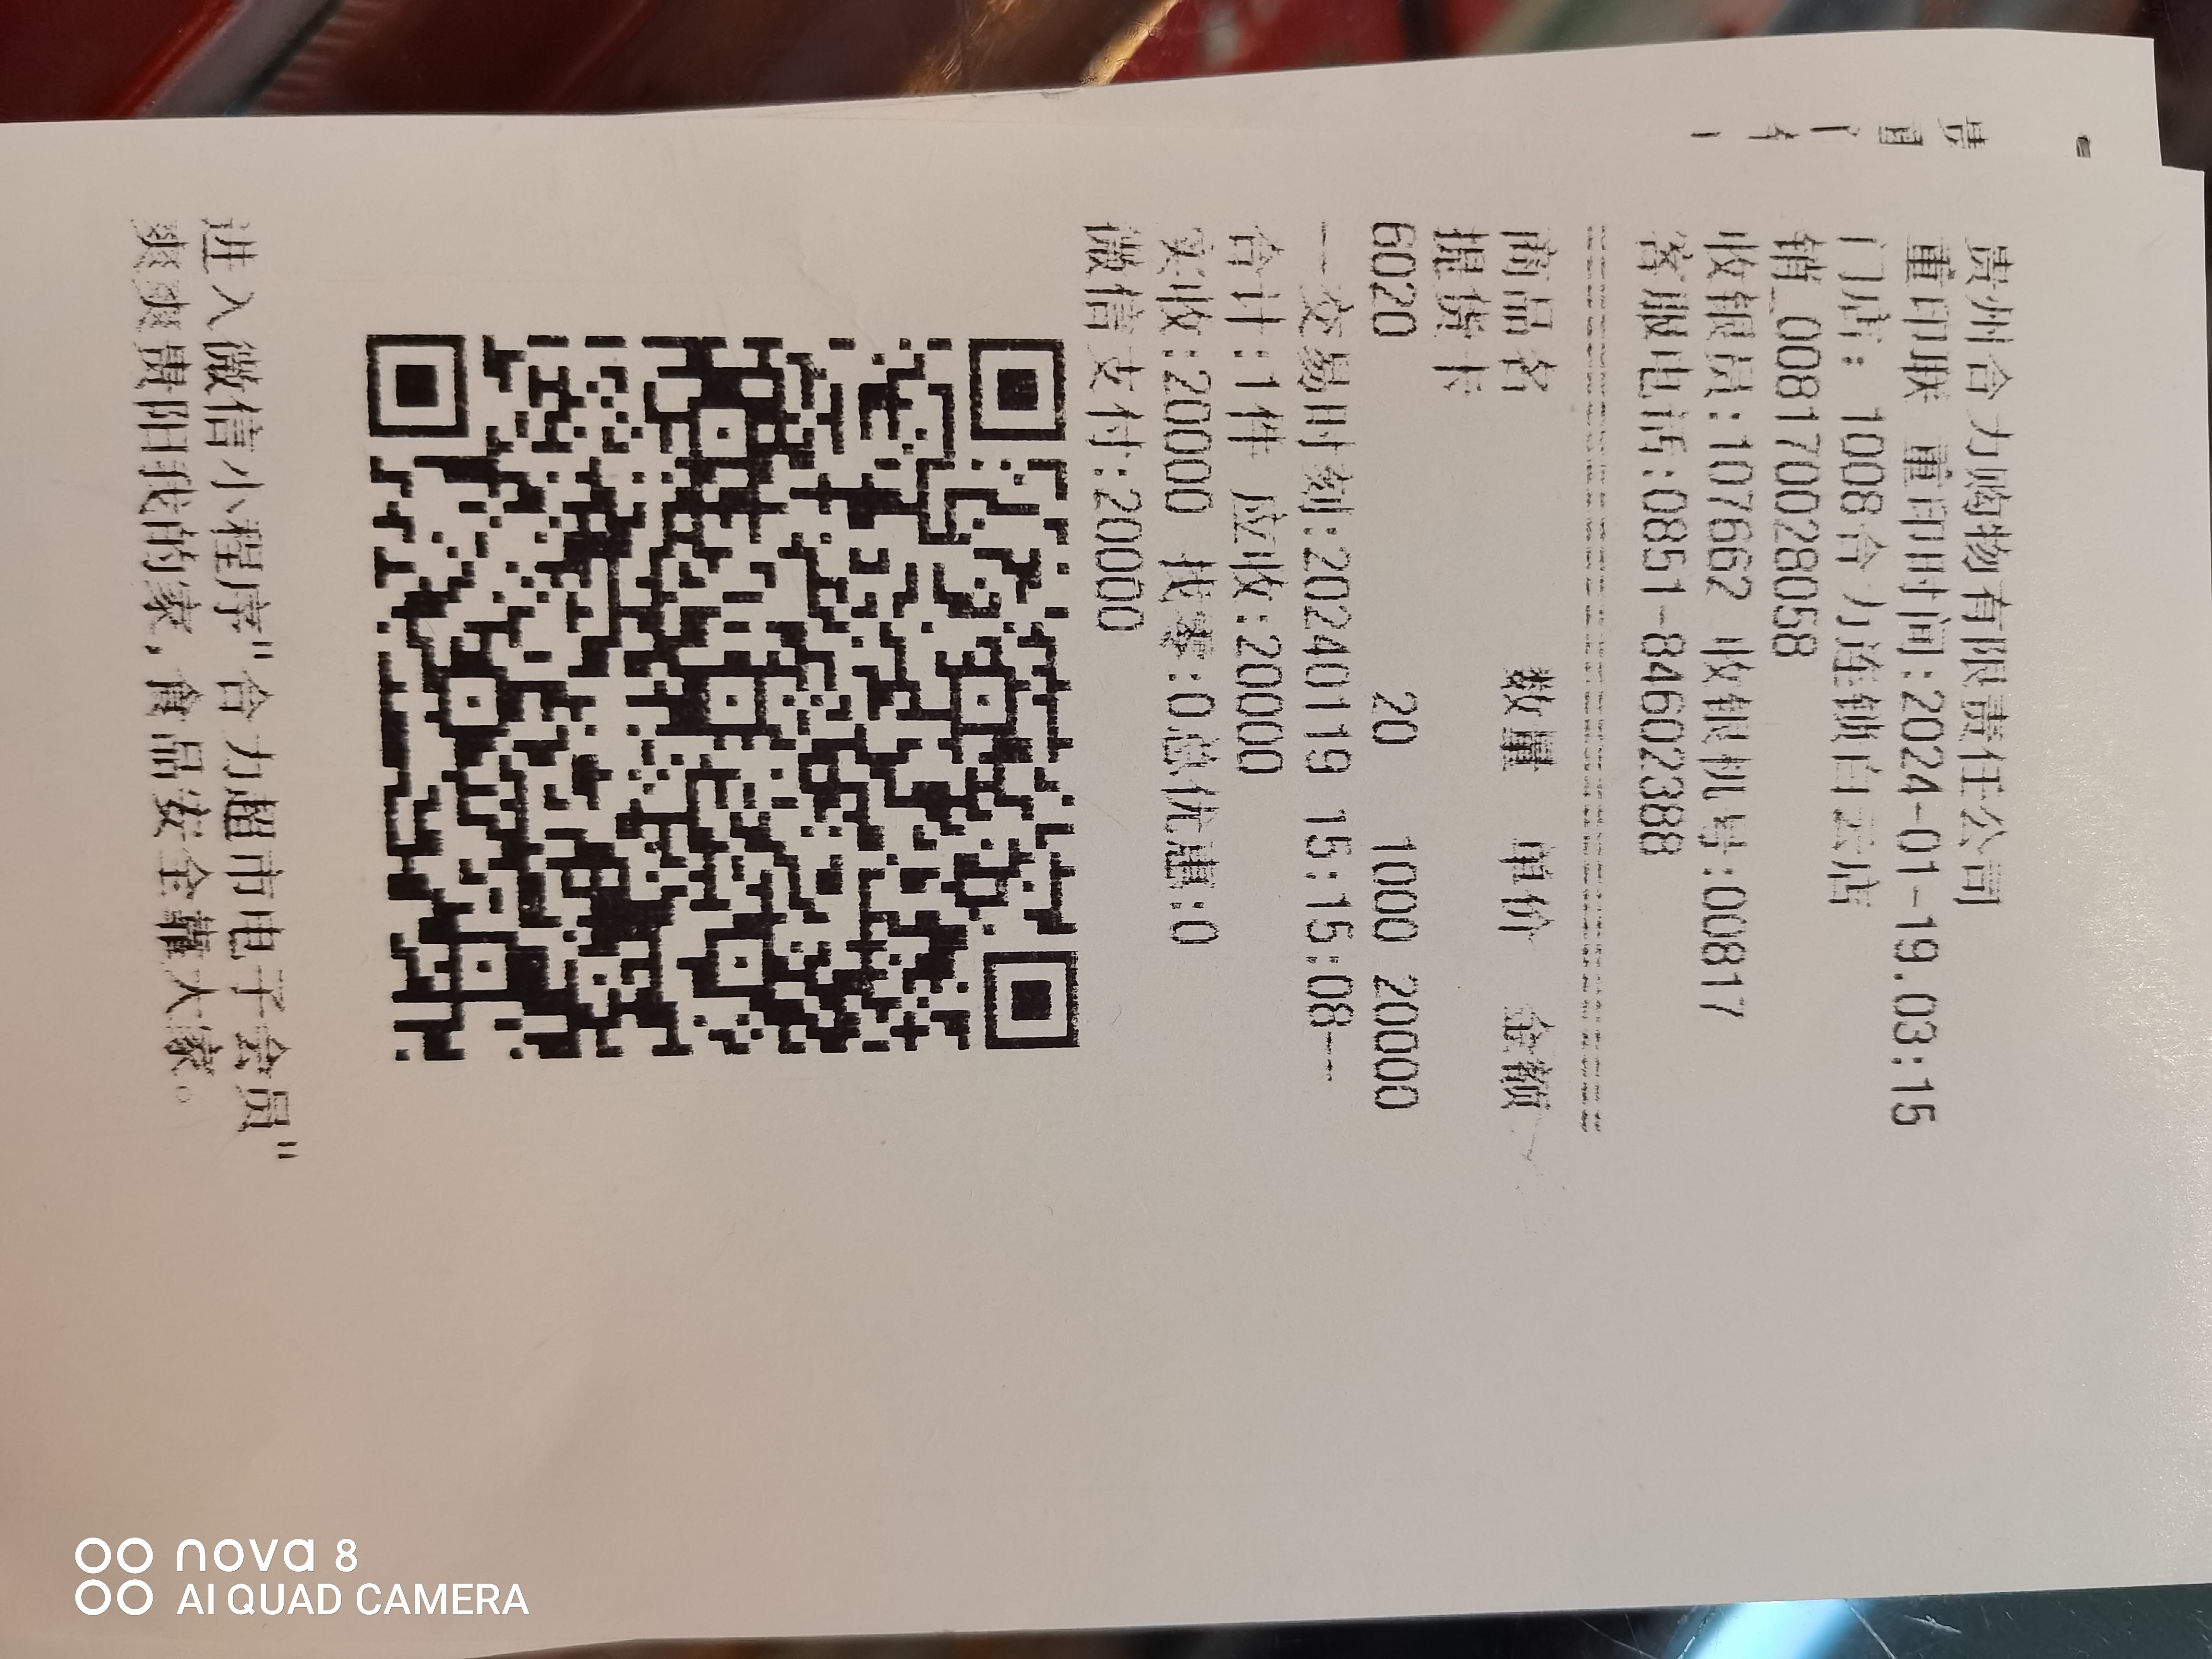 贵州合力购物有限责任公司
重印联 重印时间:2024-01-19.03:15
门店: 1008合力连锁白云店
销_0081700280058
收银员:107662 收银机号:00817
客服电话:0851-84602388
商品名 数量 单价 金额
提货卡
6020 20 1000 20000
--交易时刻:20240119 15:15:08--
合计:1件 应收:20000
实收:20000 找零:0总优惠:0
微信支付:20000
进入微信小程序"合力超市电子会员"
爽爽贵阳我的家，食品安全靠大家。
nova 8
AI QUAD CAMERA